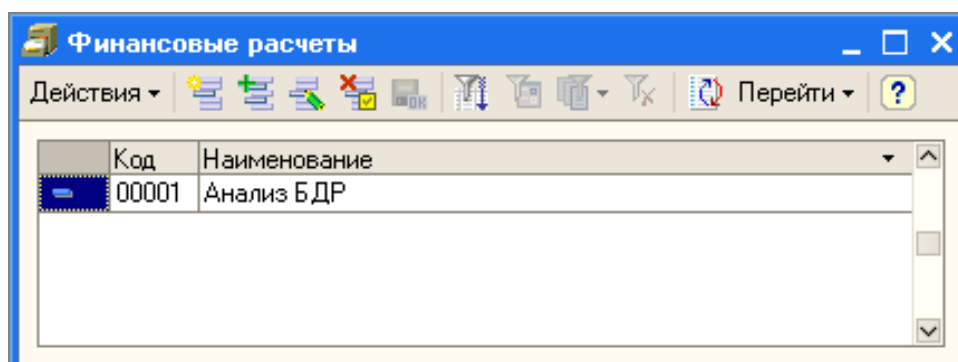 Финансовые расчеты
Действия Перейти ?
Код Наименование
00001 Анализ БДР